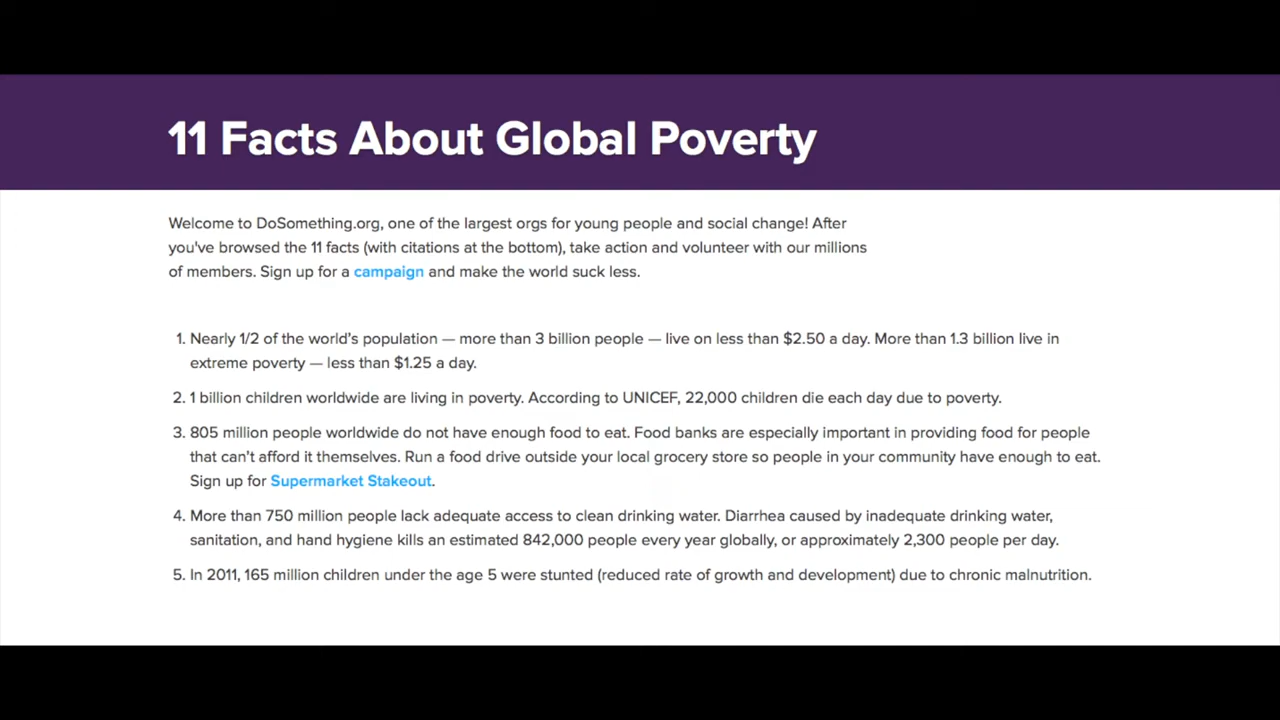 11 Facts About Global Poverty
Welcome to DoSomething.org, one of the largest orgs for young people and social change! After
you've browsed the 11 facts (with citations at the bottom), take action and volunteer with our millions
of members. Sign up for a campaign and make the world suck less.
1. Nearly 1/2 of the world's population — more than 3 billion people — live on less than $2.50 a day. More than 1.3 billion live in
extreme poverty — less than $1.25 a day.
2. 1 billion children worldwide are living in poverty. According to UNICEF, 22,000 children die each day due to poverty.
3. 805 million people worldwide do not have enough food to eat. Food banks are especially important in providing food for people
that can't afford it themselves. Run a food drive outside your local grocery store so people in your community have enough to eat.
Sign up for Supermarket Stakeout.
4. More than 750 million people lack adequate access to clean drinking water. Diarrhea caused by inadequate drinking water,
sanitation, and hand hygiene kills an estimated 842,000 people every year globally, or approximately 2,300 people per day.
5. In 2011, 165 million children under the age 5 were stunted (reduced rate of growth and development) due to chronic malnutrition.